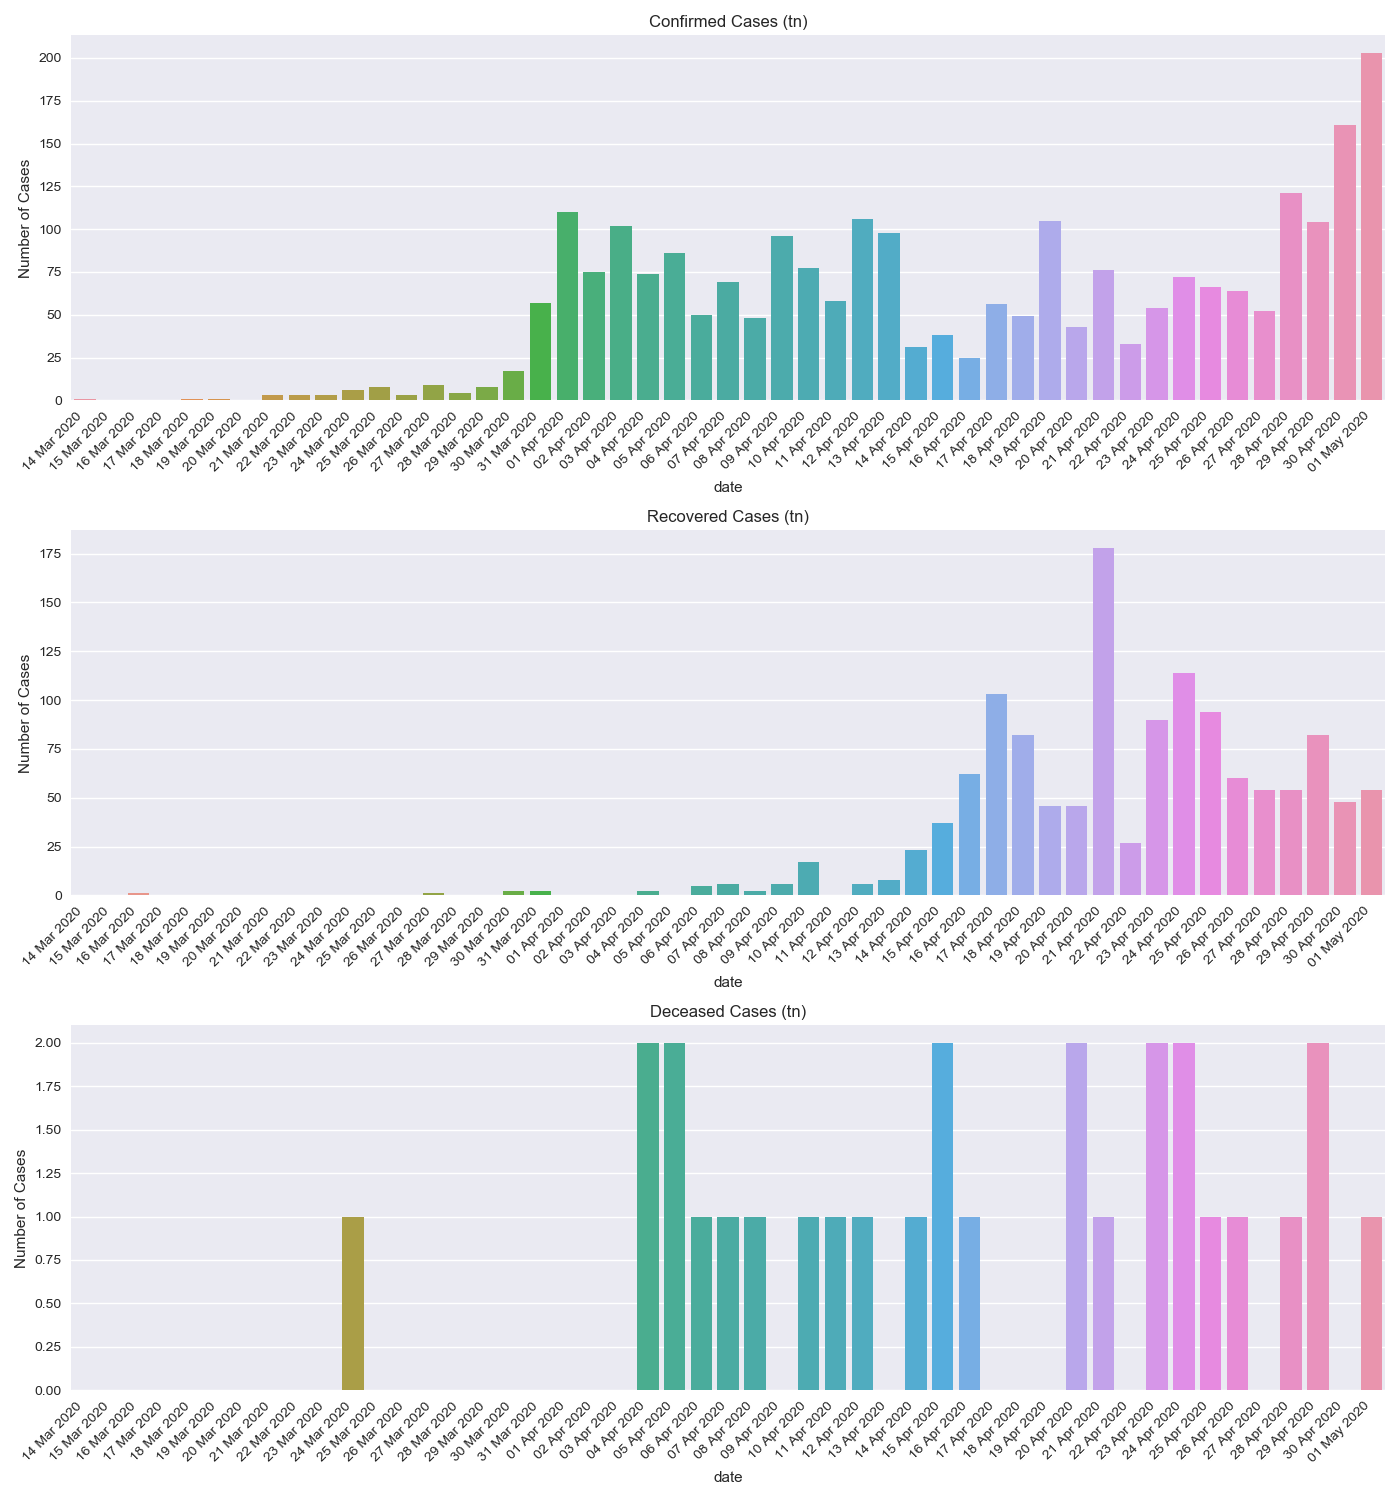 Confirmed Cases (tn)
Number of Cases
200
175
150
125
100
75
50
25
0
14 Mar 2020
15 Mar 2020
16 Mar 2020
17 Mar 2020
18 Mar 2020
19 Mar 2020
20 Mar 2020
21 Mar 2020
22 Mar 2020
23 Mar 2020
24 Mar 2020
25 Mar 2020
26 Mar 2020
27 Mar 2020
28 Mar 2020
29 Mar 2020
30 Mar 2020
31 Mar 2020
01 Apr 2020
02 Apr 2020
03 Apr 2020
04 Apr 2020
05 Apr 2020
06 Apr 2020
07 Apr 2020
08 Apr 2020
09 Apr 2020
10 Apr 2020
11 Apr 2020
12 Apr 2020
13 Apr 2020
14 Apr 2020
15 Apr 2020
16 Apr 2020
17 Apr 2020
18 Apr 2020
19 Apr 2020
20 Apr 2020
21 Apr 2020
22 Apr 2020
23 Apr 2020
24 Apr 2020
25 Apr 2020
26 Apr 2020
27 Apr 2020
28 Apr 2020
29 Apr 2020
30 Apr 2020
01 May 2020
date
Recovered Cases (tn)
Number of Cases
175
150
125
100
75
50
25
0
14 Mar 2020
15 Mar 2020
16 Mar 2020
17 Mar 2020
18 Mar 2020
19 Mar 2020
20 Mar 2020
21 Mar 2020
22 Mar 2020
23 Mar 2020
24 Mar 2020
25 Mar 2020
26 Mar 2020
27 Mar 2020
28 Mar 2020
29 Mar 2020
30 Mar 2020
31 Mar 2020
01 Apr 2020
02 Apr 2020
03 Apr 2020
04 Apr 2020
05 Apr 2020
06 Apr 2020
07 Apr 2020
08 Apr 2020
09 Apr 2020
10 Apr 2020
11 Apr 2020
12 Apr 2020
13 Apr 2020
14 Apr 2020
15 Apr 2020
16 Apr 2020
17 Apr 2020
18 Apr 2020
19 Apr 2020
20 Apr 2020
21 Apr 2020
22 Apr 2020
23 Apr 2020
24 Apr 2020
25 Apr 2020
26 Apr 2020
27 Apr 2020
28 Apr 2020
29 Apr 2020
30 Apr 2020
01 May 2020
date
Deceased Cases (tn)
Number of Cases
2.00
1.75
1.50
1.25
1.00
0.75
0.50
0.25
0.00
14 Mar 2020
15 Mar 2020
16 Mar 2020
17 Mar 2020
18 Mar 2020
19 Mar 2020
20 Mar 2020
21 Mar 2020
22 Mar 2020
23 Mar 2020
24 Mar 2020
25 Mar 2020
26 Mar 2020
27 Mar 2020
28 Mar 2020
29 Mar 2020
30 Mar 2020
31 Mar 2020
01 Apr 2020
02 Apr 2020
03 Apr 2020
04 Apr 2020
05 Apr 2020
06 Apr 2020
07 Apr 2020
08 Apr 2020
09 Apr 2020
10 Apr 2020
11 Apr 2020
12 Apr 2020
13 Apr 2020
14 Apr 2020
15 Apr 2020
16 Apr 2020
17 Apr 2020
18 Apr 2020
19 Apr 2020
20 Apr 2020
21 Apr 2020
22 Apr 2020
23 Apr 2020
24 Apr 2020
25 Apr 2020
26 Apr 2020
27 Apr 2020
28 Apr 2020
29 Apr 2020
30 Apr 2020
01 May 2020
date